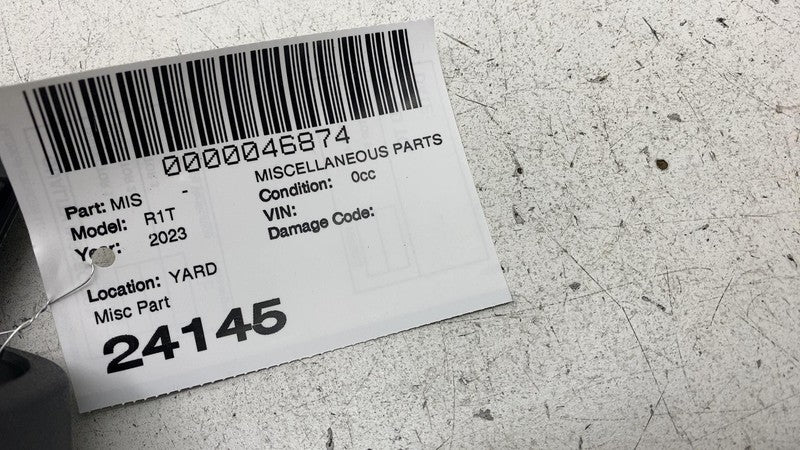 0000046874
MISCELLANEOUS PARTS
Part: MIS -
Condition: 0cc
Model: R1T
VIN:
Year: 2023
Damage Code:
Location: YARD
Misc Part
24145